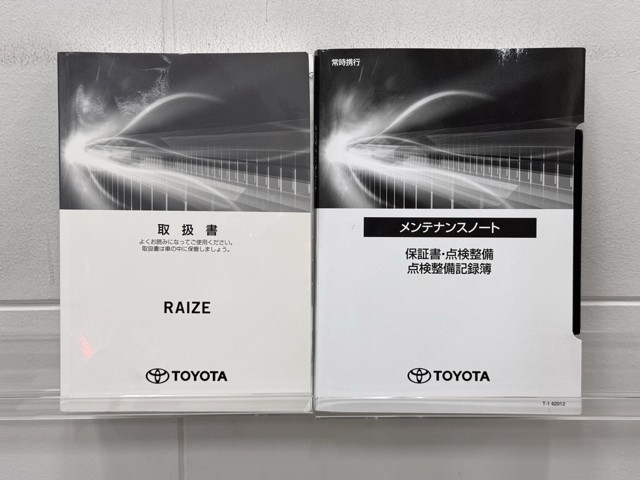 取扱書
よくお読みになってご使用ください。
取扱書は車の中に保管しましょう。
RAIZE
TOYOTA
常時携行
メンテナンスノート
保証書・点検整備
点検整備記録簿
TOYOTA